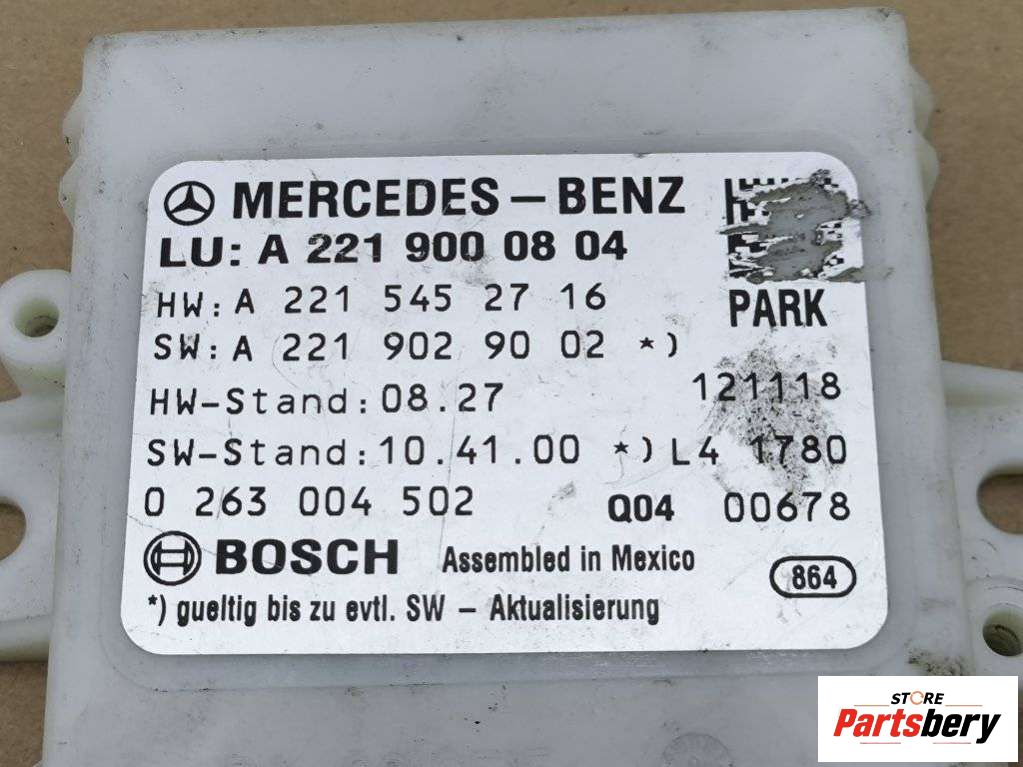 MERCEDES-BENZ
LU: A 221 900 08 04
HW: A 221 545 27 16
PARK
SW: A 221 902 90 02 *)
HW-Stand: 08.27
121118
SW-Stand: 10.41.00 *) L4 1780
0 263 004 502 Q04 00678
BOSCH Assembled in Mexico
864
*) gueltig bis zu evtl. SW - Aktualisierung
STORE
Partsbery